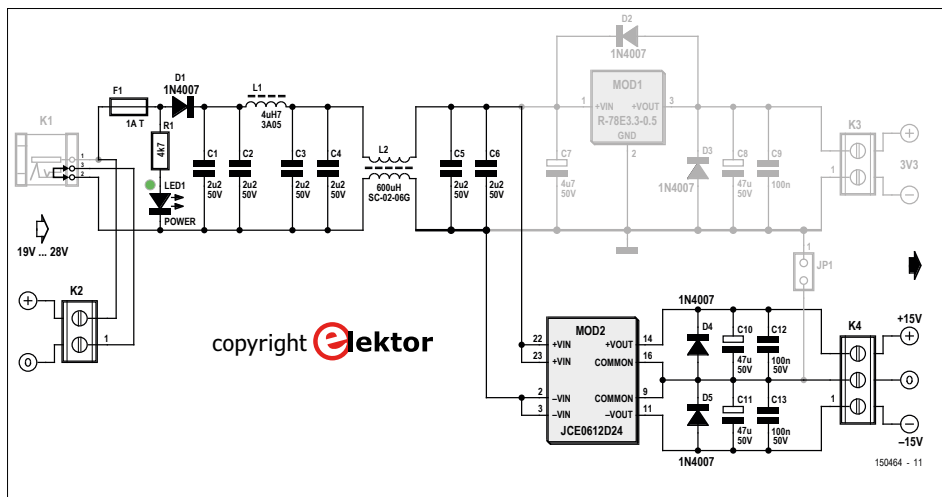 K1
1
3
2
19V ... 28V
K2
1
F1
1A T
D1
1N4007
R1
4k7
LED1
POWER
C1
2u2
50V
C2
2u2
50V
L1
4uH7
3A05
C3
2u2
50V
C4
2u2
50V
L2
600uH
SC-02-06G
C5
2u2
50V
C6
2u2
50V
D2
1N4007
MOD1
1
+VIN
+VOUT
3
R-78E3.3-0.5
GND
2
C7
4u7
50V
D3
1N4007
C8
47u
50V
C9
100n
K3
1
3V3
1
JP1
copyright elektor
MOD2
22
+VIN
23
+VIN
2
–VIN
3
–VIN
+VOUT
14
COMMON
16
COMMON
9
–VOUT
11
JCE0612D24
1N4007
D4
C10
47u
50V
C12
100n
50V
D5
C11
47u
50V
C13
100n
50V
1N4007
K4
1
+15V
0
–15V
150464 - 11